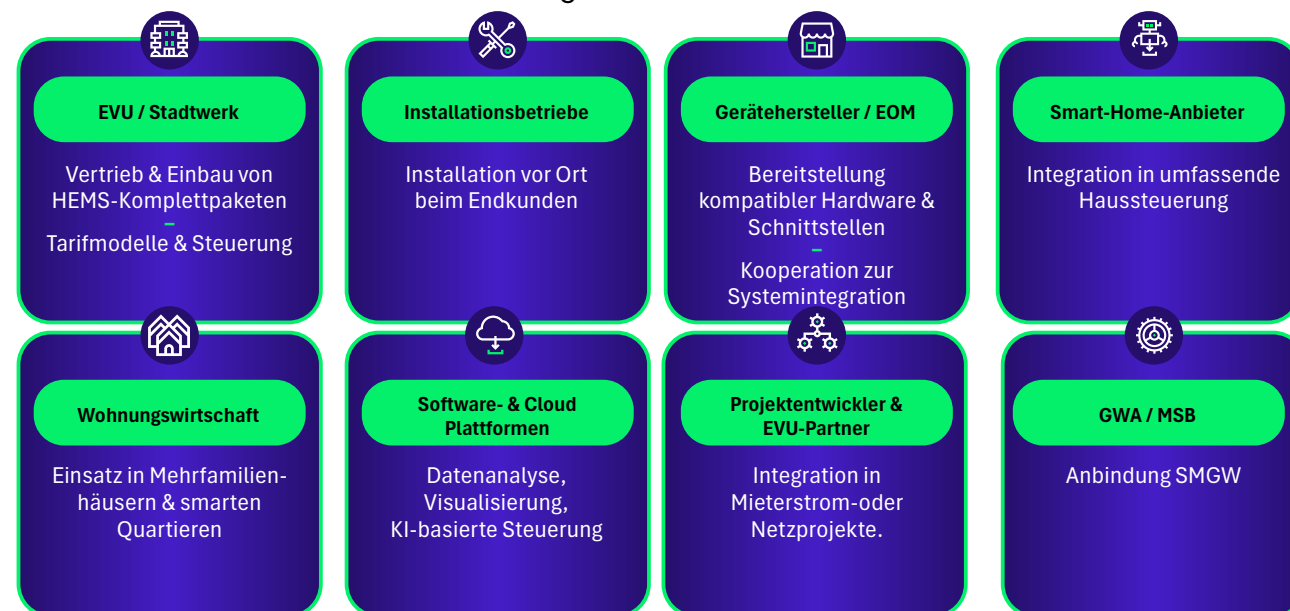 EVU / Stadtwerk
Vertrieb & Einbau von
HEMS-Komplettpaketen
–
Tarifmodelle & Steuerung
Installationsbetriebe
Installation vor Ort
beim Endkunden
Gerätehersteller / EOM
Bereitstellung
kompatibler Hardware &
Schnittstellen
–
Kooperation zur
Systemintegration
Smart-Home-Anbieter
Integration in umfassende
Haussteuerung
Wohnungswirtschaft
Einsatz in Mehrfamilien-
häusern & smarten
Quartieren
Software- & Cloud
Plattformen
Datenanalyse,
Visualisierung,
KI-basierte Steuerung
Projektentwickler &
EVU-Partner
Integration in
Mieterstrom-oder
Netzprojekte.
GWA / MSB
Anbindung SMGW